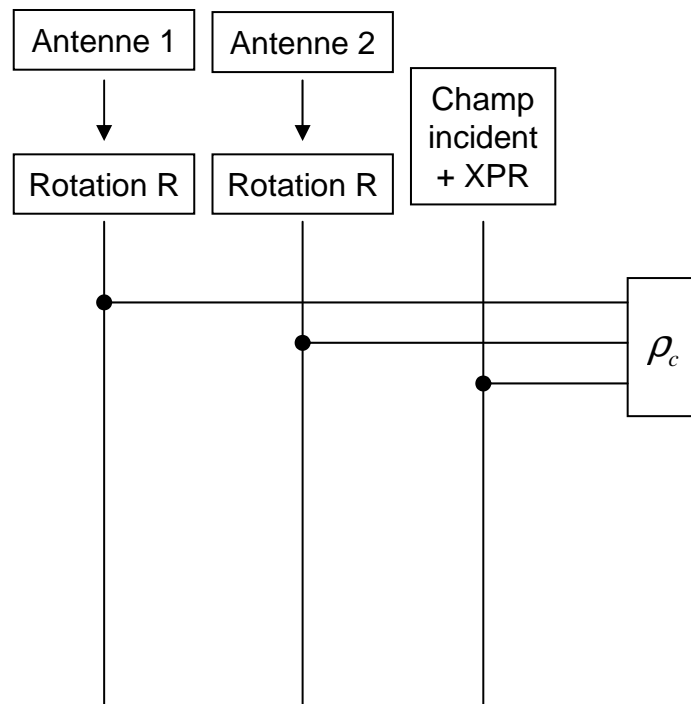 Antenne 1
Antenne 2
Champ
incident
+ XPR
Rotation R
Rotation R
ρc